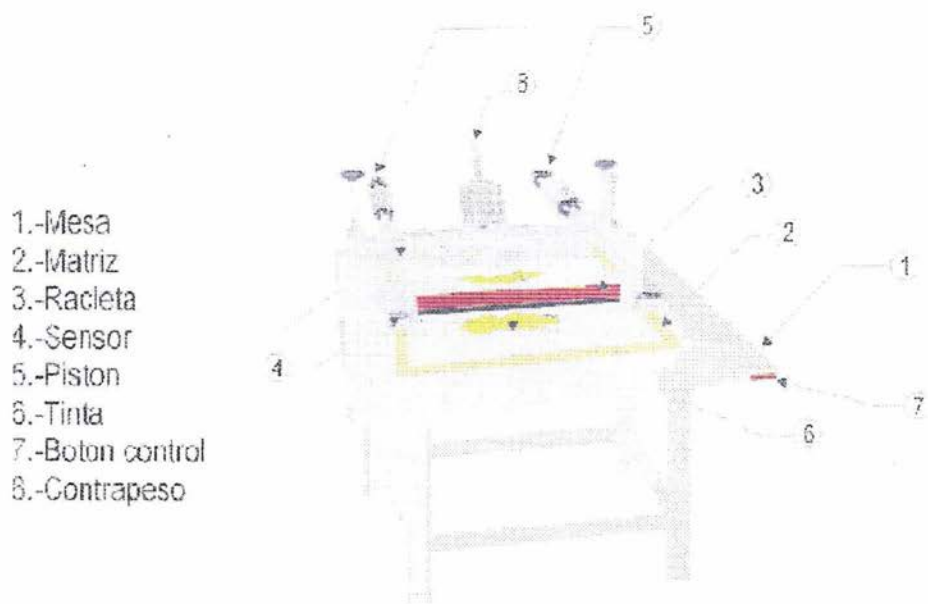 1.-Mesa
2.-Matriz
3.-Racleta
4.-Sensor
5.-Piston
6.-Tinta
7.-Boton control
8.-Contrapeso
5
8
3
2
1
4
7
6